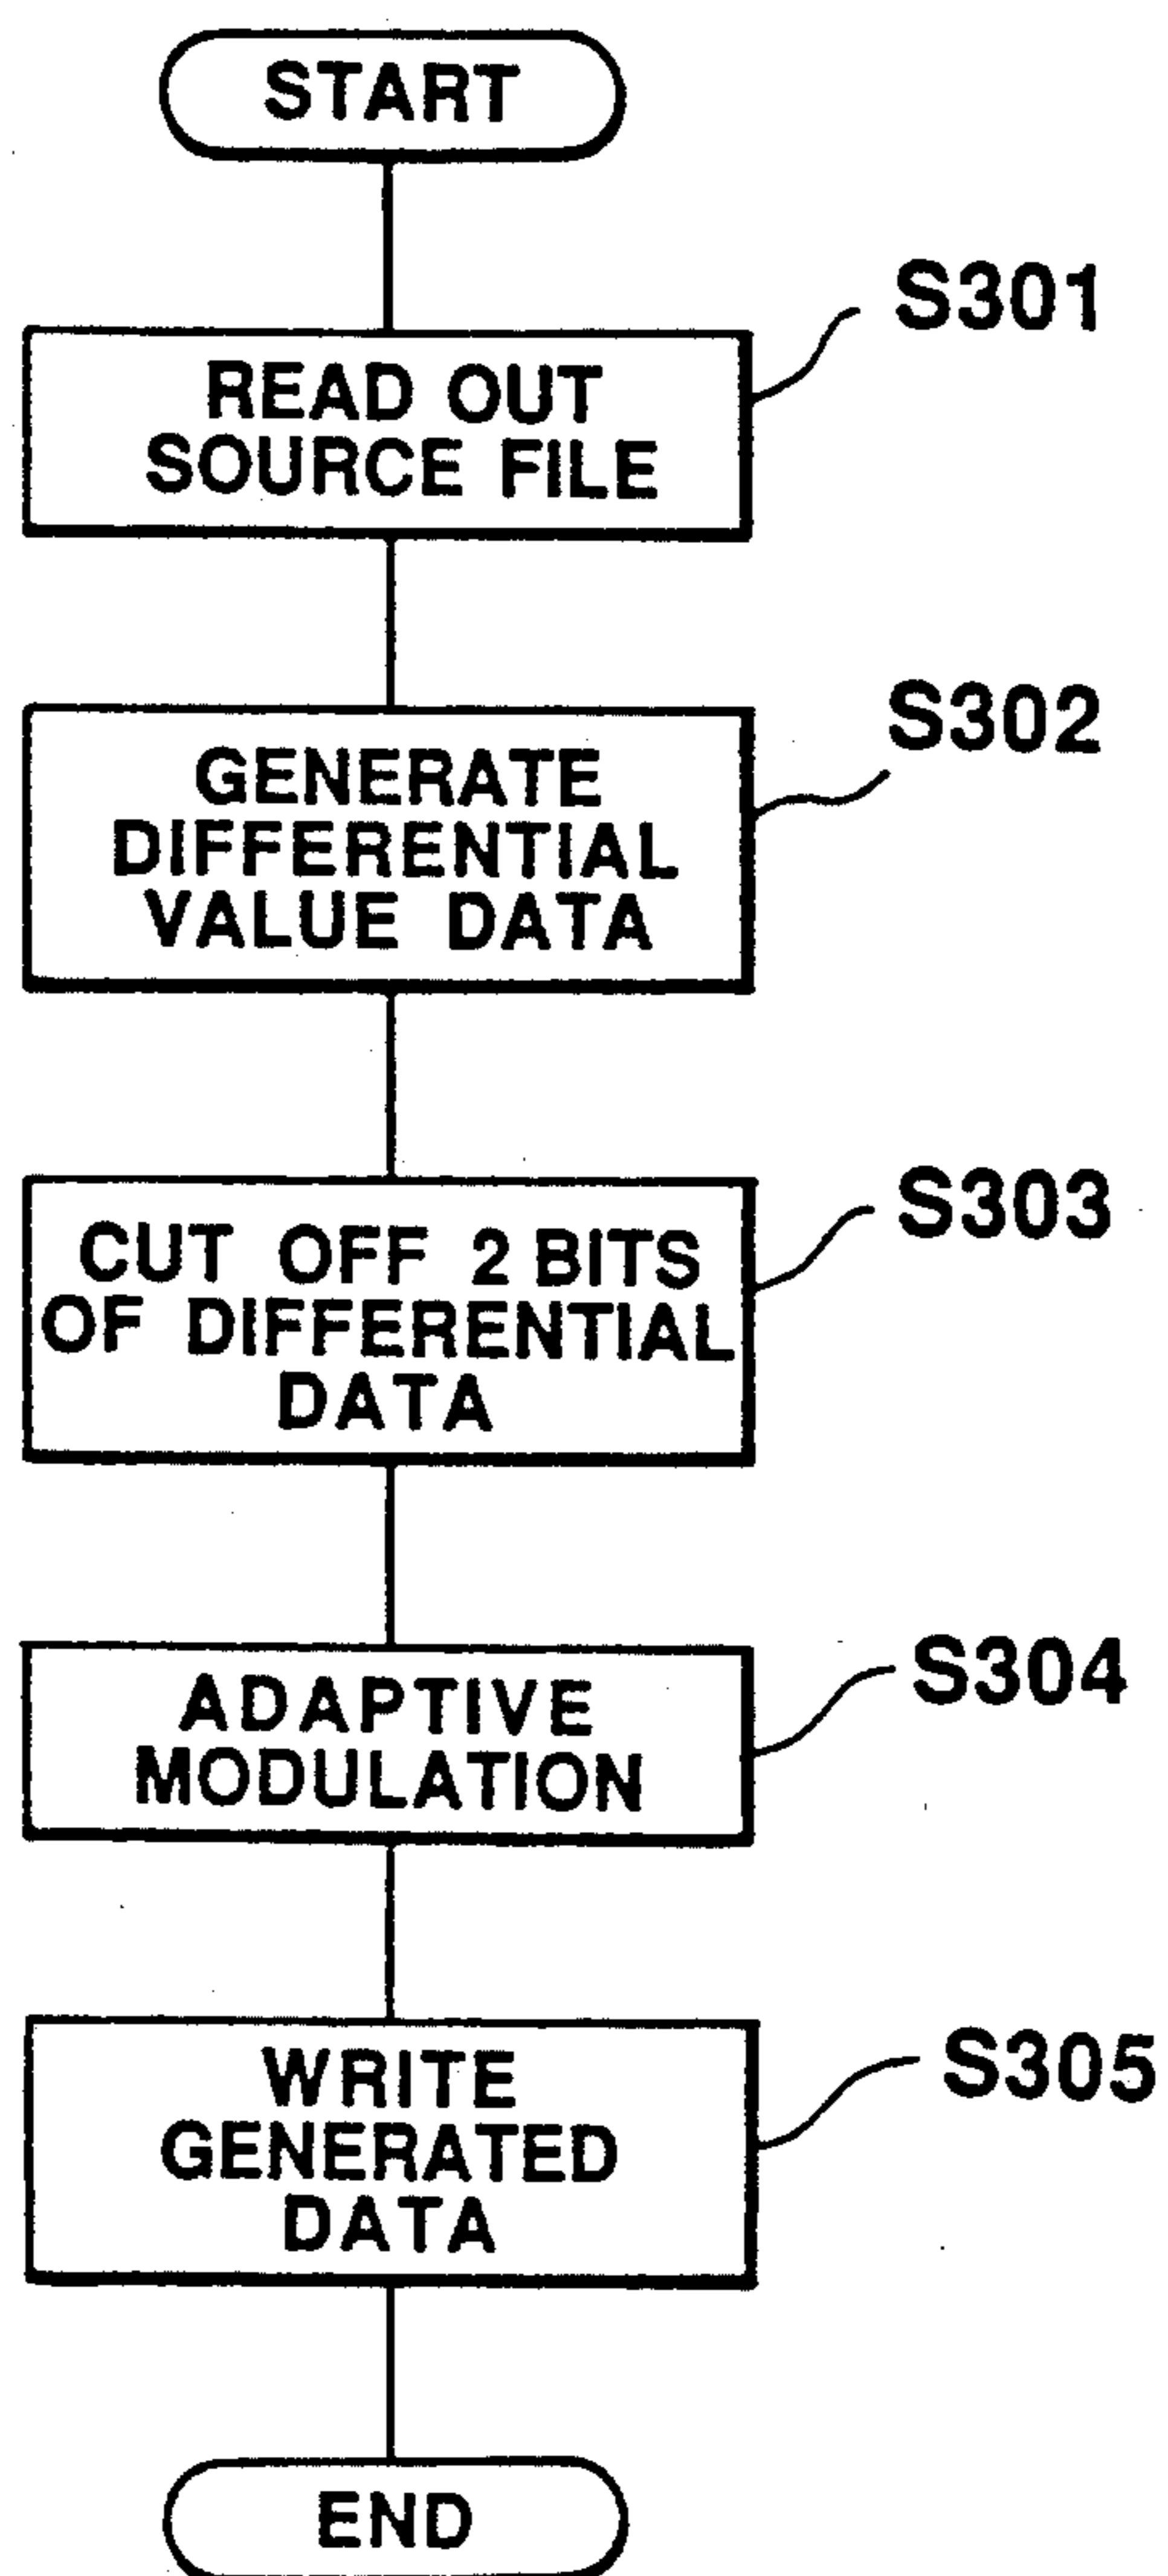 START
S301
READ OUT
SOURCE FILE
S302
GENERATE
DIFFERENTIAL
VALUE DATA
S303
CUT OFF 2 BITS
OF DIFFERENTIAL
DATA
S304
ADAPTIVE
MODULATION
S305
WRITE
GENERATED
DATA
END